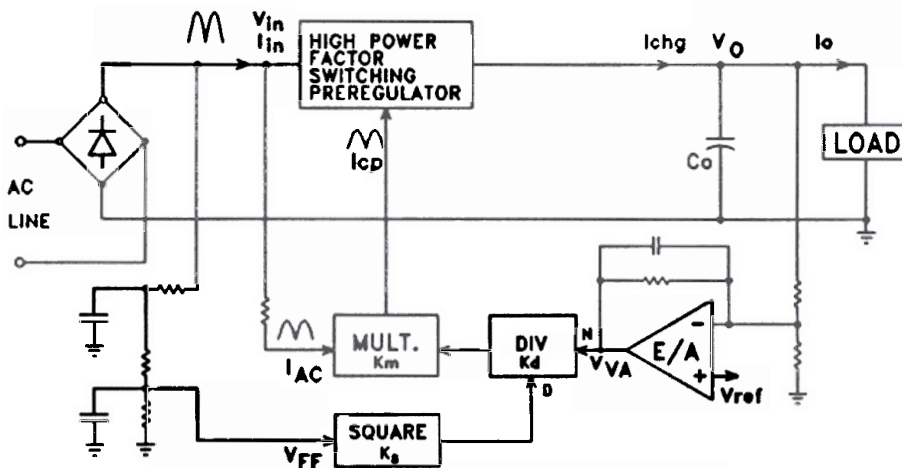 Vin
Iin
HIGH POWER
FACTOR
SWITCHING
PREREGULATOR
Ichg
VO
Io
Icp
Co
LOAD
AC
LINE
IAC
MULT.
Km
DIV
Kd
N
D
VVA
E/A
-
+
Vref
VFF
SQUARE
Ks